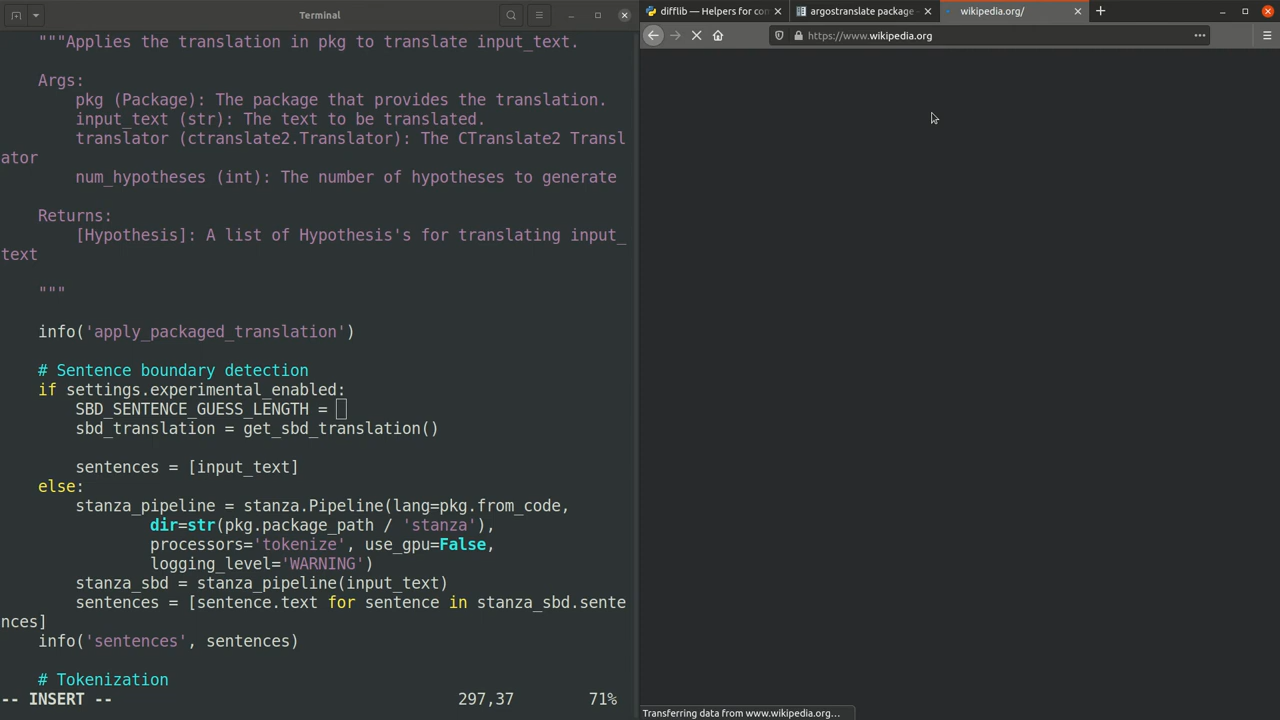 Terminal
"""Applies the translation in pkg to translate input_text.
Args:
pkg (Package): The package that provides the translation.
input_text (str): The text to be translated.
translator (ctranslate2.Translator): The CTranslate2 Transl
ator
num_hypotheses (int): The number of hypotheses to generate
Returns:
[Hypothesis]: A list of Hypothesis's for translating input_
text
"""
info('apply_packaged_translation')
# Sentence boundary detection
if settings.experimental_enabled:
SBD_SENTENCE_GUESS_LENGTH =
sbd_translation = get_sbd_translation()
sentences = [input_text]
else:
stanza_pipeline = stanza.Pipeline(lang=pkg.from_code,
dir=str(pkg.package_path / 'stanza'),
processors='tokenize', use_gpu=False,
logging_level='WARNING')
stanza_sbd = stanza_pipeline(input_text)
sentences = [sentence.text for sentence in stanza_sbd.sente
nces]
info('sentences', sentences)
# Tokenization
-- INSERT -- 297,37 71%
difflib — Helpers for con argostranslate package - wikipedia.org/
https://www.wikipedia.org
Transferring data from www.wikipedia.org...